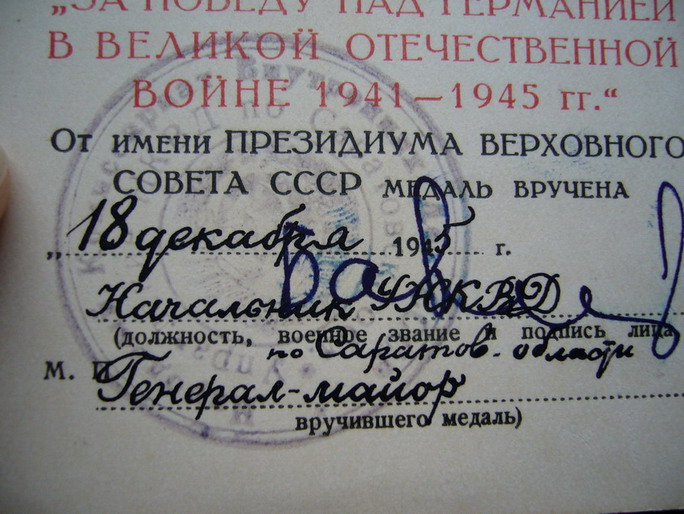 „ЗА ПОБЕДУ НАД ГЕРМАНИЕЙ
В ВЕЛИКОЙ ОТЕЧЕСТВЕННОЙ
ВОЙНЕ 1941—1945 гг.“
От имени ПРЕЗИДИУМА ВЕРХОВНОГО
СОВЕТА СССР МЕДАЛЬ ВРУЧЕНА
„18 декабря 1945 г.
Начальник УНКВД
(должность, военное звание и подпись лица
по Саратов. области
М. П.
Генерал-майор
вручившего медаль)